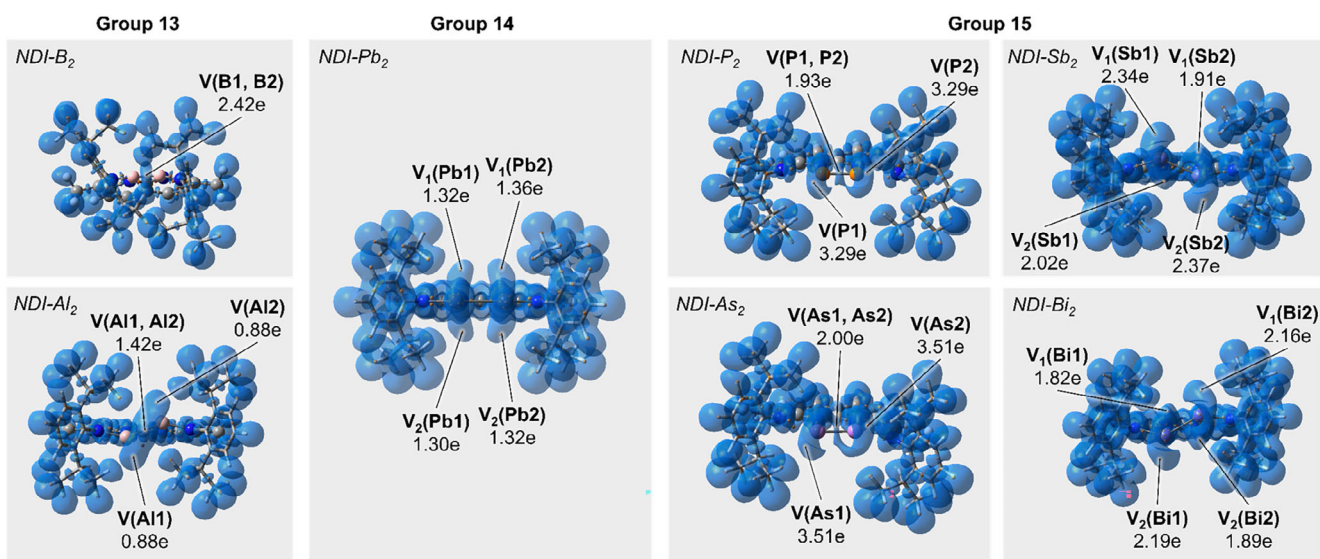 Group 13
Group 14
Group 15
NDI-B₂
V(B1, B2)
2.42e
NDI-Al₂
V(Al2)
0.88e
V(Al1, Al2)
1.42e
V(Al1)
0.88e
NDI-Pb₂
V₁(Pb1)
1.32e
V₁(Pb2)
1.36e
V₂(Pb1)
1.30e
V₂(Pb2)
1.32e
NDI-P₂
V(P1, P2)
1.93e
V(P2)
3.29e
V(P1)
3.29e
NDI-Sb₂
V₁(Sb1)
2.34e
V₁(Sb2)
1.91e
V₂(Sb1)
2.02e
V₂(Sb2)
2.37e
NDI-As₂
V(As1, As2)
2.00e
V(As2)
3.51e
V(As1)
3.51e
NDI-Bi₂
V₁(Bi2)
2.16e
V₁(Bi1)
1.82e
V₂(Bi1)
2.19e
V₂(Bi2)
1.89e